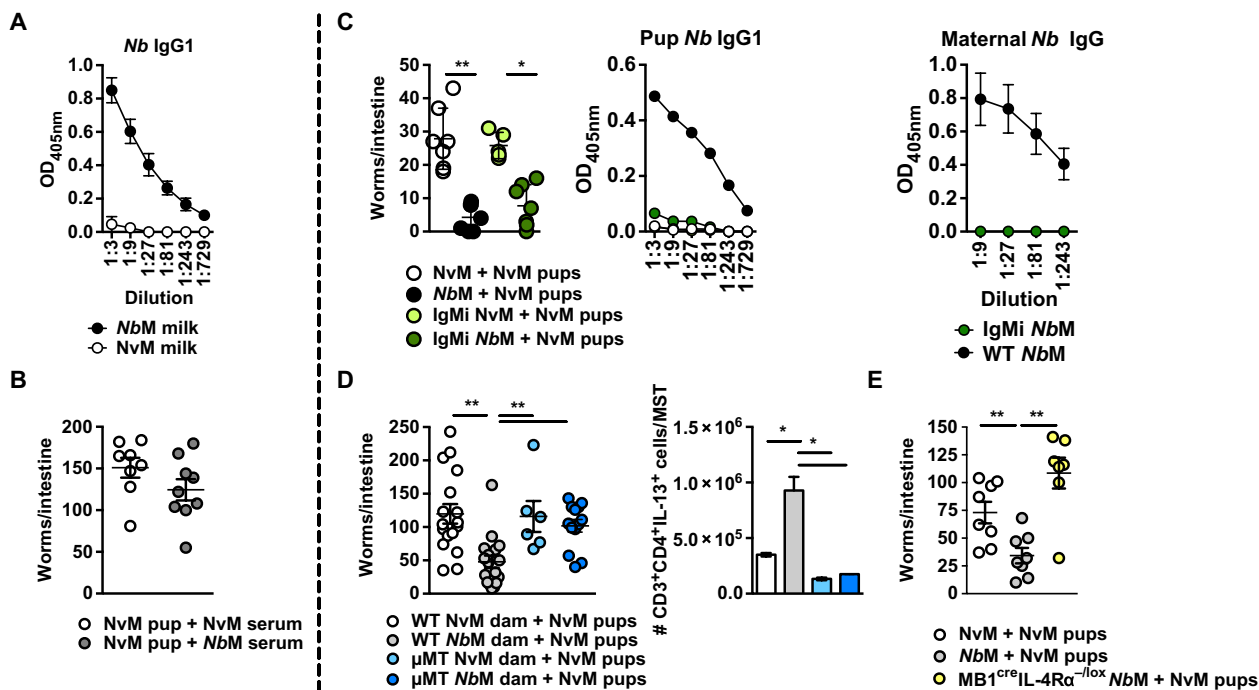 A
Nb IgG1
OD405nm
1.0
0.8
0.6
0.4
0.2
0.0
1:3
1:9
1:27
1:81
1:243
1:729
Dilution
NbM milk
NvM milk
B
Worms/intestine
200
150
100
50
0
NvM pup + NvM serum
NvM pup + NbM serum
C
Worms/intestine
50
40
30
20
10
0
**
*
NvM + NvM pups
NbM + NvM pups
IgMi NvM + NvM pups
IgMi NbM + NvM pups
Pup Nb IgG1
OD405nm
0.6
0.4
0.2
0.0
1:3
1:9
1:27
1:81
1:243
1:729
Maternal Nb IgG
OD405nm
1.0
0.8
0.6
0.4
0.2
0.0
1:9
1:27
1:81
1:243
Dilution
IgMi NbM
WT NbM
D
Worms/intestine
250
200
150
100
50
0
**
**
WT NvM dam + NvM pups
WT NbM dam + NvM pups
µMT NvM dam + NvM pups
µMT NbM dam + NvM pups
# CD3+CD4+IL-13+ cells/MST
1.5 × 10⁶
1.0 × 10⁶
5.0 × 10⁵
0.0
*
*
E
Worms/intestine
150
125
100
75
50
25
0
**
**
NvM + NvM pups
NbM + NvM pups
MB1creIL-4Rα−/lox NbM + NvM pups